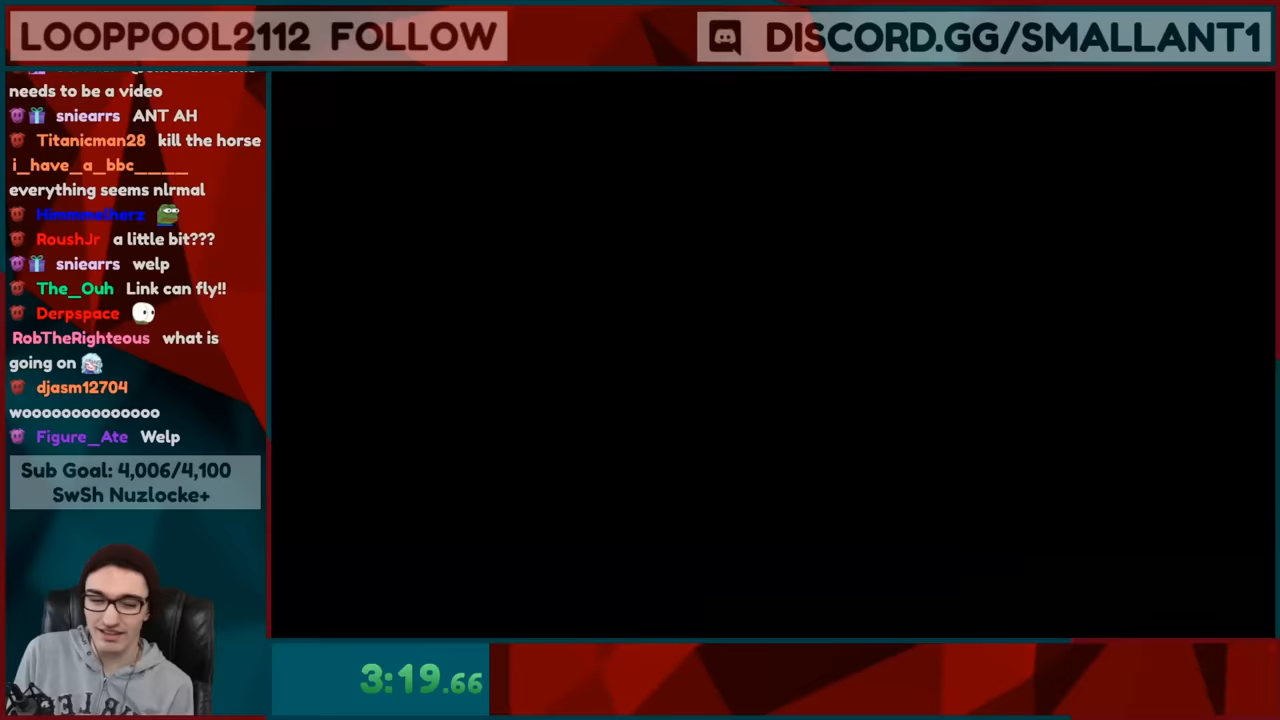 LOOPPOOL2112 FOLLOW
DISCORD.GG/SMALLANT1
needs to be a video
sniearrs ANT AH
Titanicman28 kill the horse
i_have_a_bbc____
everything seems nlrmal
Himmmelherz
RoushJr a little bit???
sniearrs welp
The_Ouh Link can fly!!
Derpspace
RobTheRighteous what is
going on
djasm12704
woooooooooooooo
Figure_Ate Welp
Sub Goal: 4,006/4,100
SwSh Nuzlocke+
3:19.66